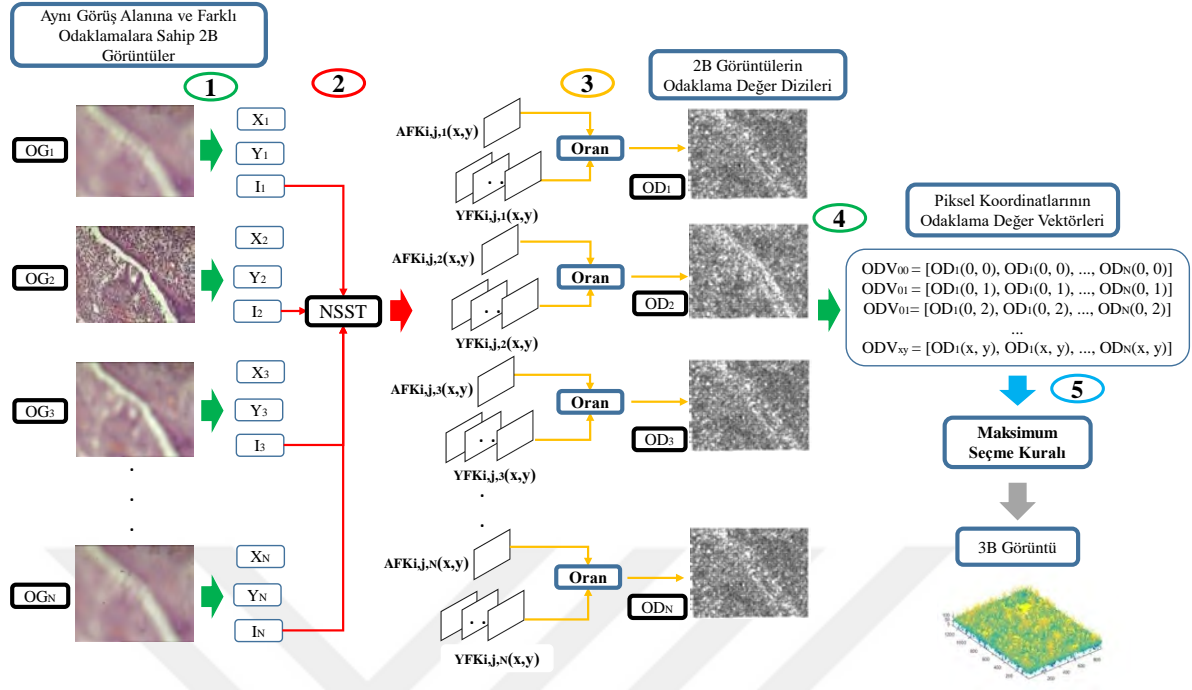 Aynı Görüş Alanına ve Farklı
Odaklamalara Sahip 2B
Görüntüler
1
2
3
2B Görüntülerin
Odaklama Değer Dizileri
OG1
X1
Y1
I1
AFKi,j,1(x,y)
YFKi,j,1(x,y)
Oran
OD1
OG2
X2
Y2
I2
NSST
AFKi,j,2(x,y)
YFKi,j,2(x,y)
Oran
OD2
OG3
X3
Y3
I3
AFKi,j,3(x,y)
YFKi,j,3(x,y)
Oran
OD3
OGN
XN
YN
IN
AFKi,j,N(x,y)
YFKi,j,N(x,y)
Oran
ODN
4
Piksel Koordinatlarının
Odaklama Değer Vektörleri
ODV00 = [OD1(0, 0), OD1(0, 0), ..., ODN(0, 0)]
ODV01 = [OD1(0, 1), OD1(0, 1), ..., ODN(0, 1)]
ODV01= [OD1(0, 2), OD1(0, 2), ..., ODN(0, 2)]
...
ODVxy = [OD1(x, y), OD1(x, y), ..., ODN(x, y)]
5
Maksimum
Seçme Kuralı
3B Görüntü